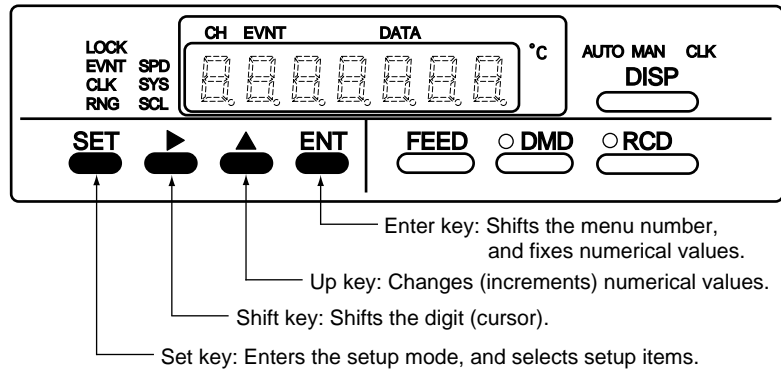 CH EVNT DATA
°C
LOCK
EVNT SPD
CLK SYS
RNG SCL
AUTO MAN CLK
DISP
SET ▶ ▲ ENT
FEED ○ DMD ○ RCD
Enter key: Shifts the menu number,
and fixes numerical values.
Up key: Changes (increments) numerical values.
Shift key: Shifts the digit (cursor).
Set key: Enters the setup mode, and selects setup items.